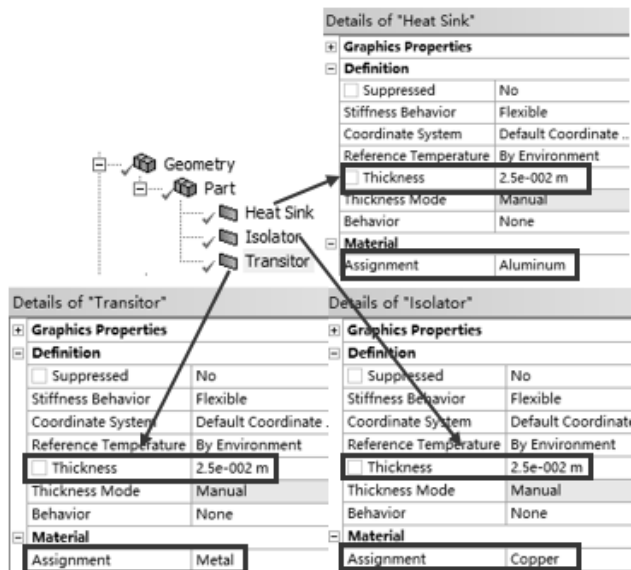 Details of "Heat Sink"
Graphics Properties
Definition
Suppressed No
Stiffness Behavior Flexible
Coordinate System Default Coordinate ..
Reference Temperature By Environment
Thickness 2.5e-002 m
Thickness Mode Manual
Behavior None
Material
Assignment Aluminum
Geometry
Part
Heat Sink
Isolator
Transitor
Details of "Transitor"
Graphics Properties
Definition
Suppressed No
Stiffness Behavior Flexible
Coordinate System Default Coordinate .
Reference Temperature By Environment
Thickness 2.5e-002 m
Thickness Mode Manual
Behavior None
Material
Assignment Metal
Details of "Isolator"
Graphics Properties
Definition
Suppressed No
Stiffness Behavior Flexible
Coordinate System Default Coordinate
Reference Temperature By Environment
Thickness 2.5e-002 m
Thickness Mode Manual
Behavior None
Material
Assignment Copper